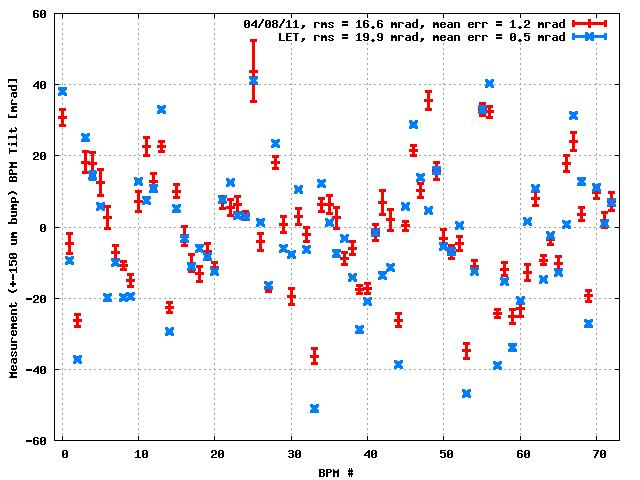 04/08/11, rms = 16.6 mrad, mean err = 1.2 mrad
LET, rms = 19.9 mrad, mean err = 0.5 mrad
Measurement (+-150 um bump) BPM Tilt [mrad]
60
40
20
0
-20
-40
-60
0 10 20 30 40 50 60 70
BPM #